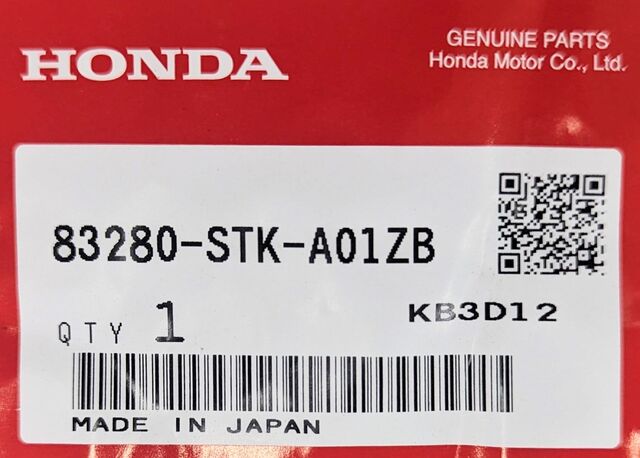 HONDA
GENUINE PARTS
Honda Motor Co., Ltd.
83280-STK-A01ZB
QTY 1
KB3D12
MADE IN JAPAN